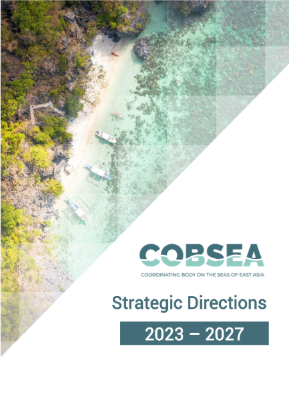 COBSEA
COORDINATING BODY ON THE SEAS OF EAST ASIA
Strategic Directions
2023 – 2027